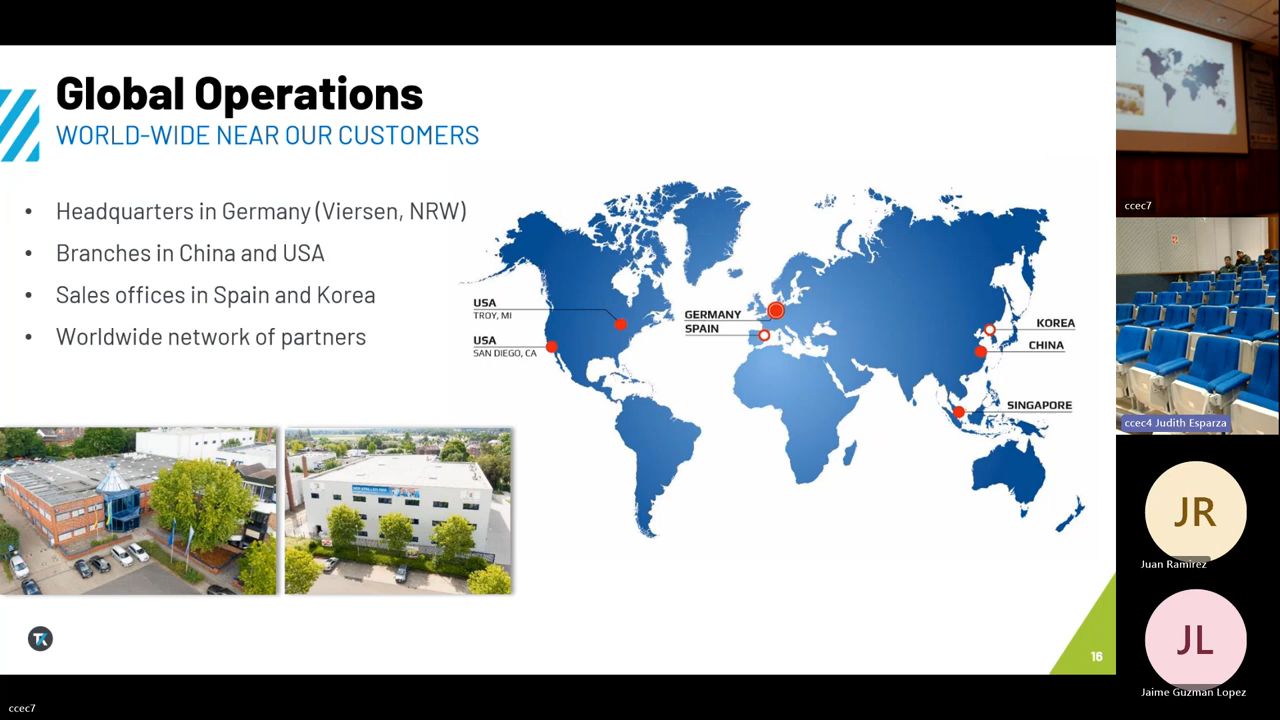 Global Operations
WORLD-WIDE NEAR OUR CUSTOMERS
• Headquarters in Germany (Viersen, NRW)
• Branches in China and USA
• Sales offices in Spain and Korea
• Worldwide network of partners
USA
TROY, MI
USA
SAN DIEGO, CA
GERMANY
SPAIN
KOREA
CHINA
SINGAPORE
TK
16
ccec7
ccec7
ccec4 Judith Esparza
JR
Juan Ramirez
JL
Jaime Guzman Lopez